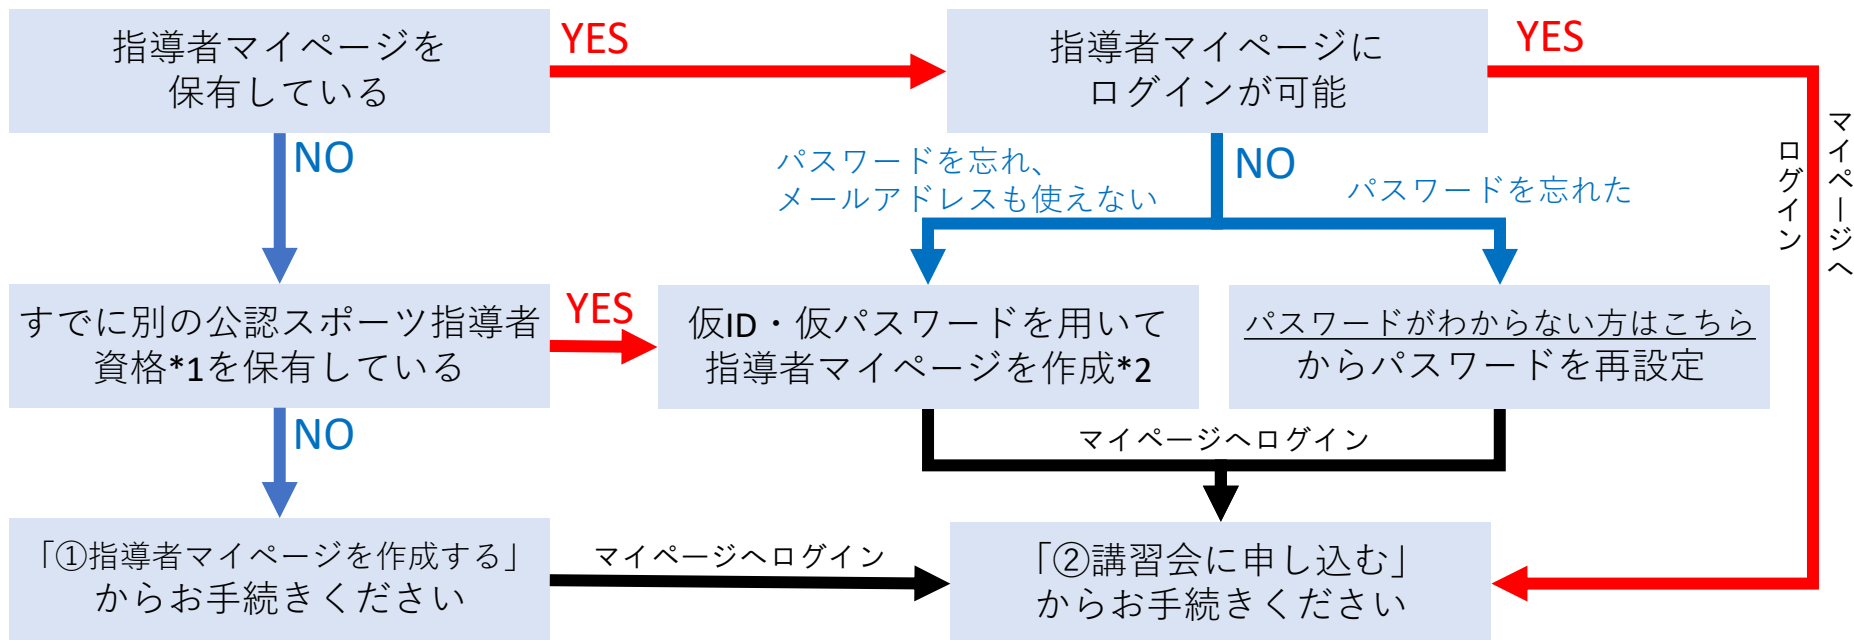 指導者マイページを
保有している
YES
指導者マイページに
ログインが可能
YES
NO
パスワードを忘れ、
メールアドレスも使えない
NO
パスワードを忘れた
マイページへ
ログイン
すでに別の公認スポーツ指導者
資格*1を保有している
YES
仮ID・仮パスワードを用いて
指導者マイページを作成*2
パスワードがわからない方はこちら
からパスワードを再設定
NO
マイページへログイン
「①指導者マイページを作成する」
からお手続きください
マイページへログイン
「②講習会に申し込む」
からお手続きください